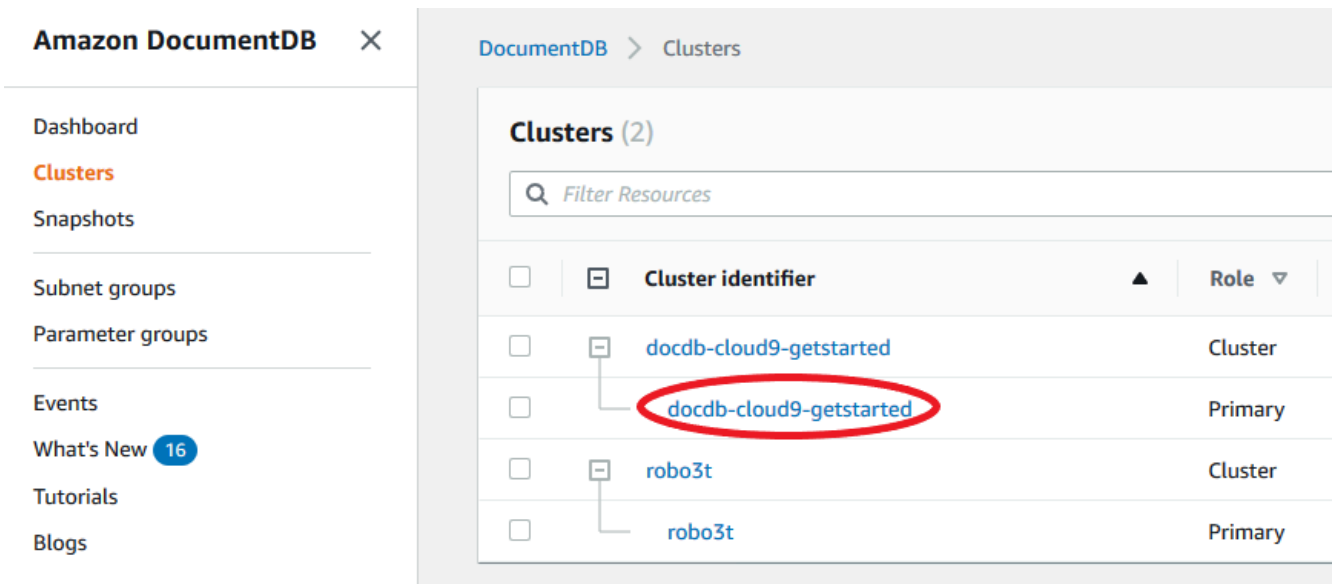 Amazon DocumentDB
Dashboard
Clusters
Snapshots
Subnet groups
Parameter groups
Events
What's New 16
Tutorials
Blogs
DocumentDB > Clusters
Clusters (2)
Filter Resources
Cluster identifier Role
docdb-cloud9-getstarted Cluster
docdb-cloud9-getstarted Primary
robo3t Cluster
robo3t Primary